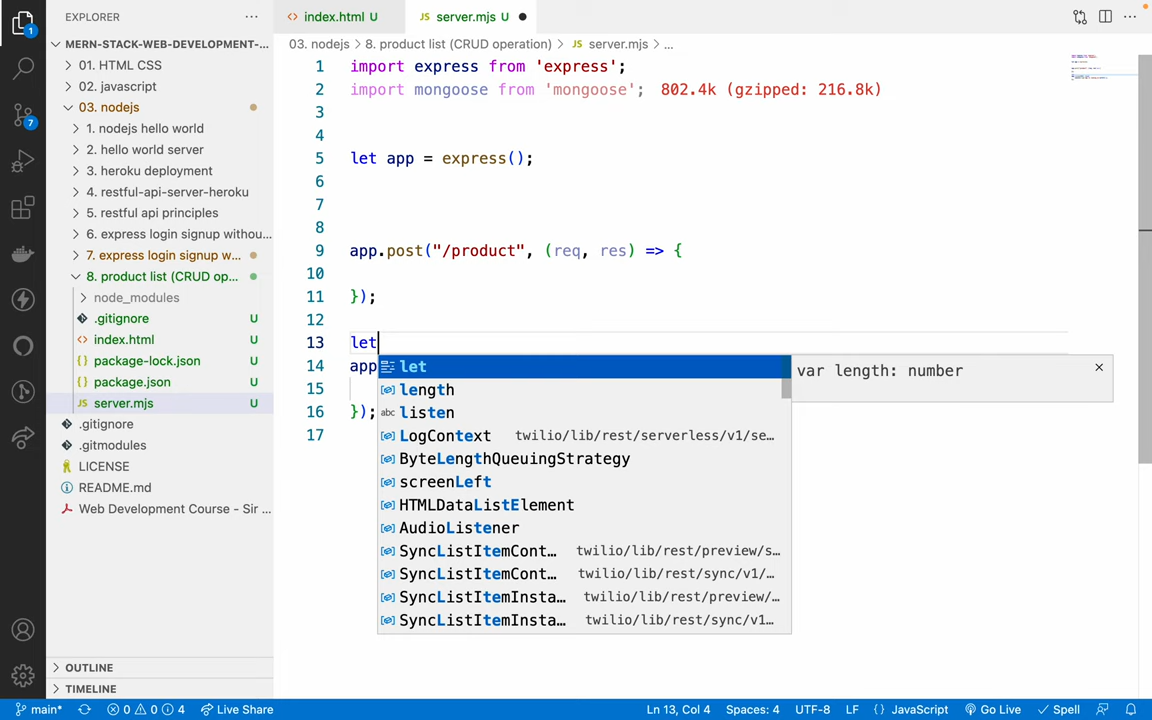 EXPLORER
index.html U
JS server.mjs U
MERN-STACK-WEB-DEVELOPMENT-...
03. nodejs > 8. product list (CRUD operation) > JS server.mjs > ...
01. HTML CSS
02. javascript
03. nodejs
1. nodejs hello world
2. hello world server
3. heroku deployment
4. restful-api-server-heroku
5. restful api principles
6. express login signup withou...
7. express login signup w...
8. product list (CRUD op...
node_modules
.gitignore U
index.html U
package-lock.json U
package.json U
JS server.mjs U
.gitignore
.gitmodules
LICENSE
README.md
Web Development Course - Sir ...
OUTLINE
TIMELINE
1 import express from 'express';
2 import mongoose from 'mongoose'; 802.4k (gzipped: 216.8k)
3
4
5 let app = express();
6
7
8
9 app.post("/product", (req, res) => {
10
11 });
12
13 let
14 app
15
16 });
17
let
length
abc listen
LogContext twilio/lib/rest/serverless/v1/se...
ByteLengthQueuingStrategy
screenLeft
HTMLDataListElement
AudioListener
SyncListItemCont... twilio/lib/rest/preview/s...
SyncListItemCont... twilio/lib/rest/sync/v1/...
SyncListItemInsta... twilio/lib/rest/preview/...
SyncListItemInsta... twilio/lib/rest/sync/v1...
var length: number
1
7
main* 0 0 4 Live Share Ln 13, Col 4 Spaces: 4 UTF-8 LF {} JavaScript Go Live Spell